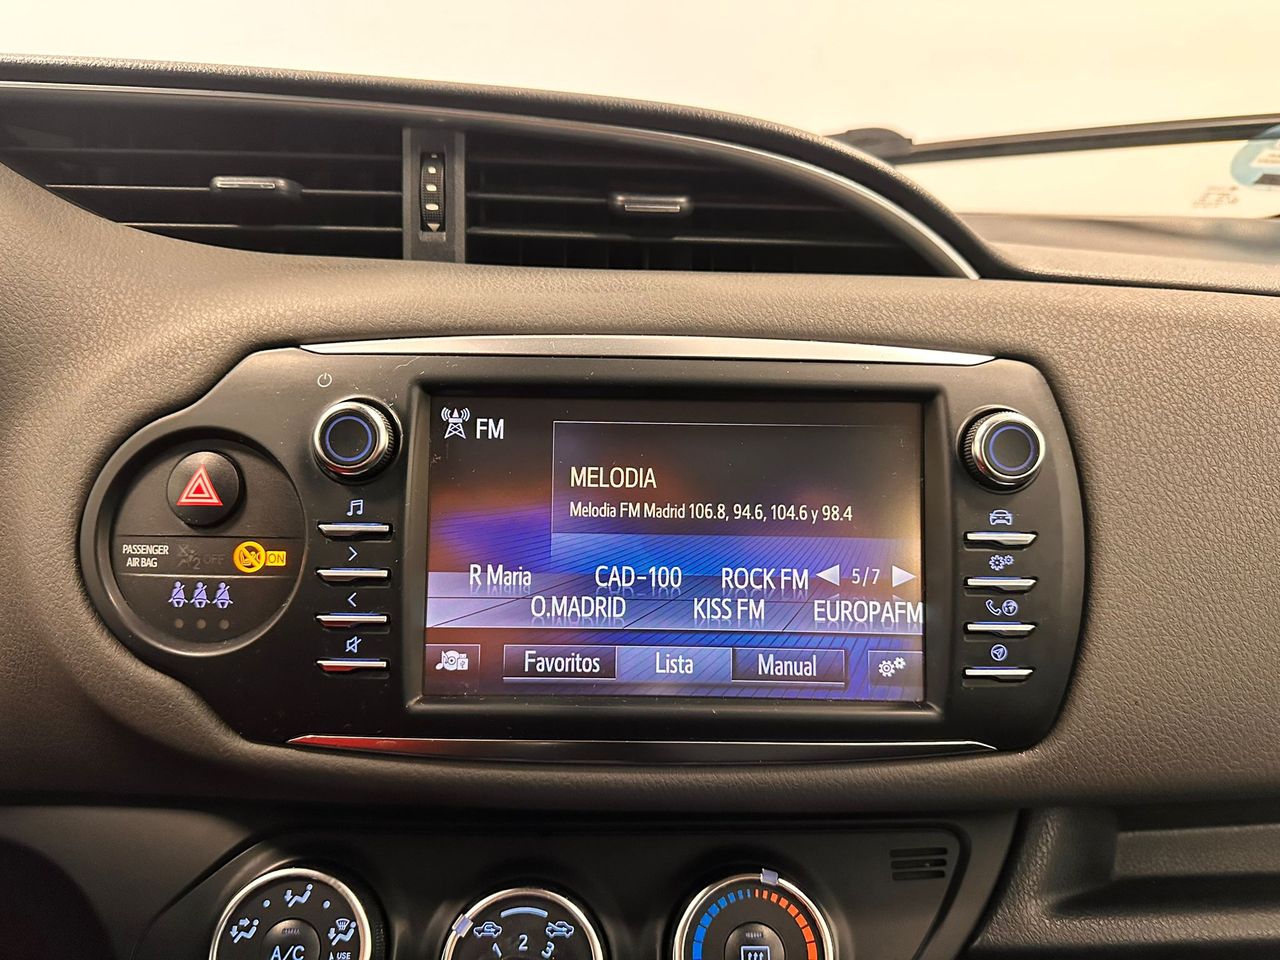 FM
MELODIA
Melodia FM Madrid 106.8, 94.6, 104.6 y 98.4
R Maria CAD-100 ROCK FM 5/7
O.MADRID KISS FM EUROPAFM
Favoritos Lista Manual
PASSENGER
AIR BAG
2 OFF ON
A/C
1 2 3